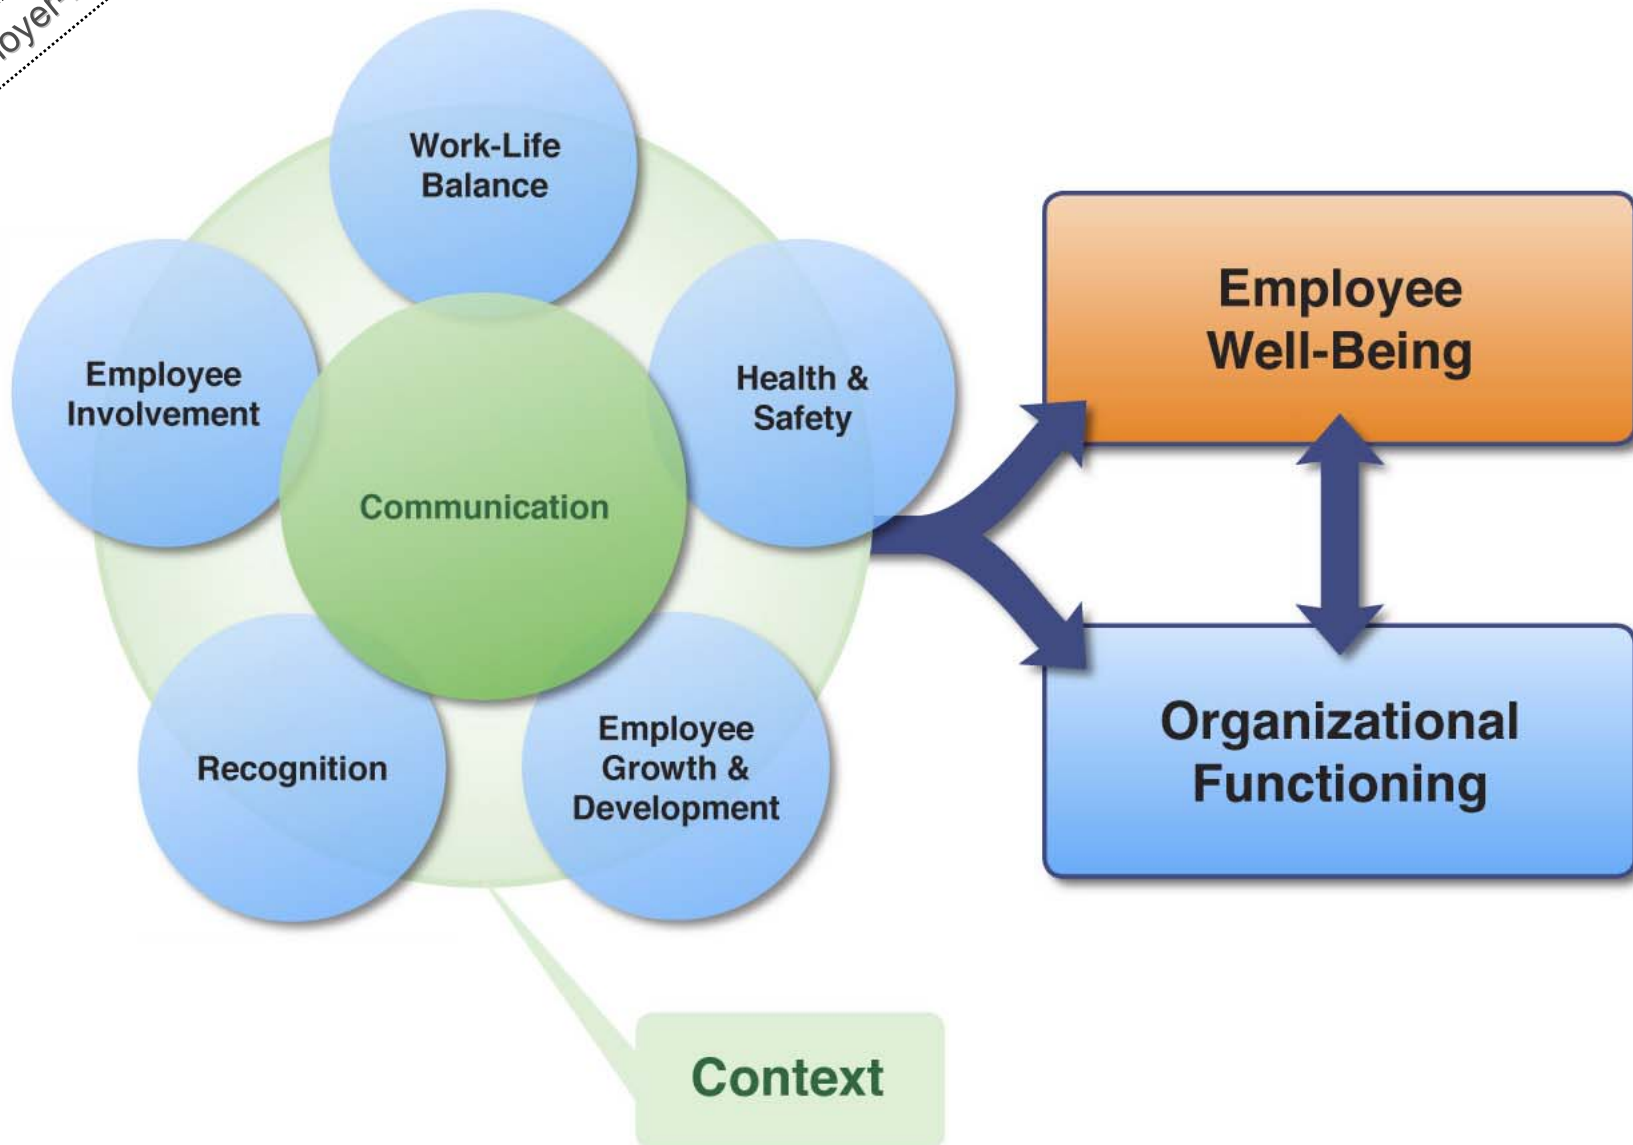 Work-Life
Balance
Employee
Involvement
Health &
Safety
Communication
Recognition
Employee
Growth &
Development
Employee
Well-Being
Organizational
Functioning
Context